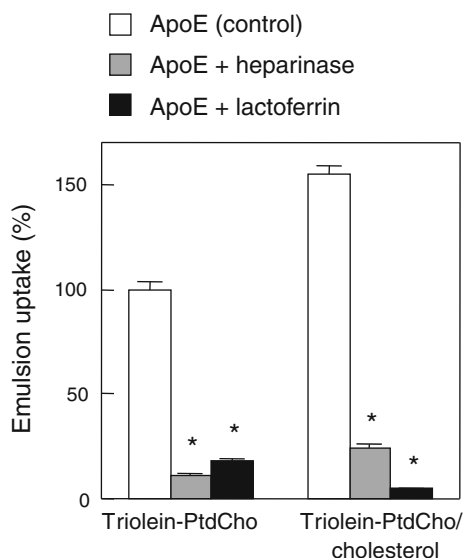 ApoE (control)
ApoE + heparinase
ApoE + lactoferrin
Emulsion uptake (%)
150
100
50
0
* *
* *
Triolein-PtdCho
Triolein-PtdCho/
cholesterol